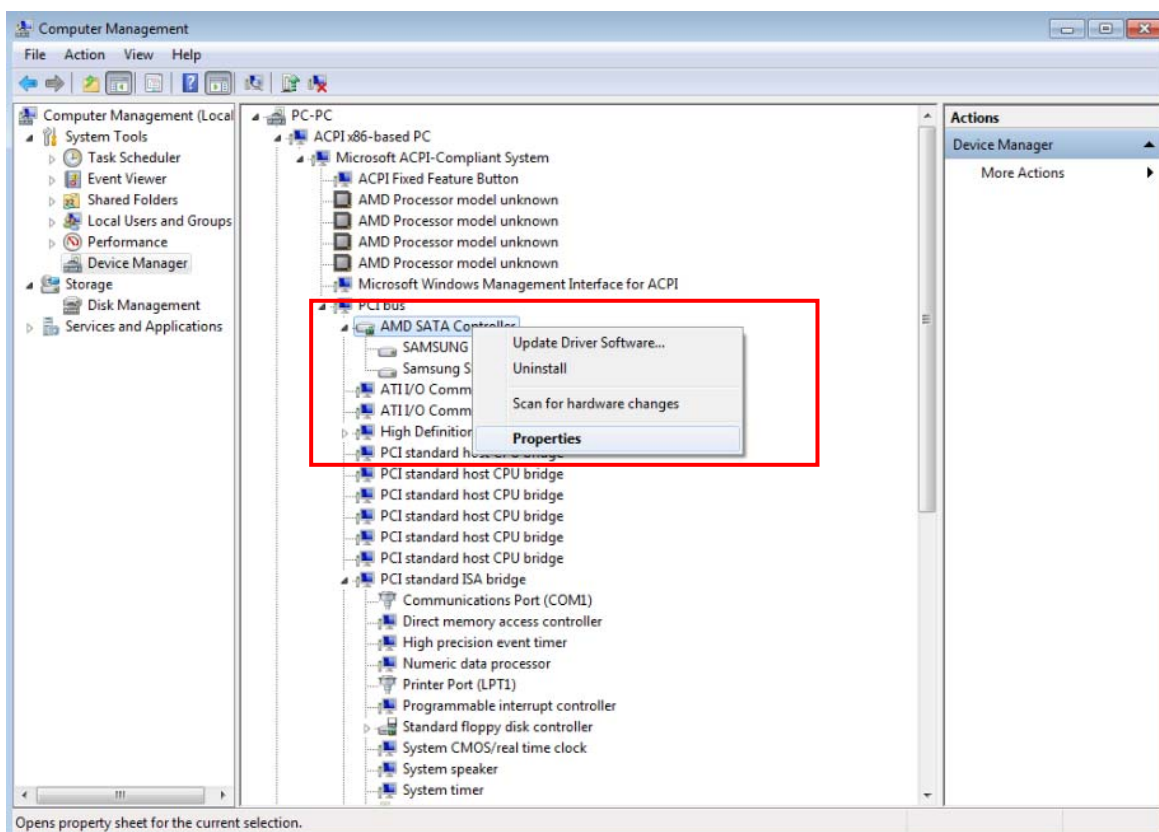 Computer Management
File Action View Help
Computer Management (Local
System Tools
Task Scheduler
Event Viewer
Shared Folders
Local Users and Groups
Performance
Device Manager
Storage
Disk Management
Services and Applications
PC-PC
ACPI x86-based PC
Microsoft ACPI-Compliant System
ACPI Fixed Feature Button
AMD Processor model unknown
AMD Processor model unknown
AMD Processor model unknown
AMD Processor model unknown
Microsoft Windows Management Interface for ACPI
PCI bus
AMD SATA Controller
SAMSUNG
Samsung S
ATI I/O Comm
ATI I/O Comm
High Definition
PCI standard host CPU bridge
PCI standard host CPU bridge
PCI standard host CPU bridge
PCI standard host CPU bridge
PCI standard host CPU bridge
PCI standard host CPU bridge
PCI standard ISA bridge
Communications Port (COM1)
Direct memory access controller
High precision event timer
Numeric data processor
Printer Port (LPT1)
Programmable interrupt controller
Standard floppy disk controller
System CMOS/real time clock
System speaker
System timer
Update Driver Software...
Uninstall
Scan for hardware changes
Properties
Actions
Device Manager
More Actions
Opens property sheet for the current selection.